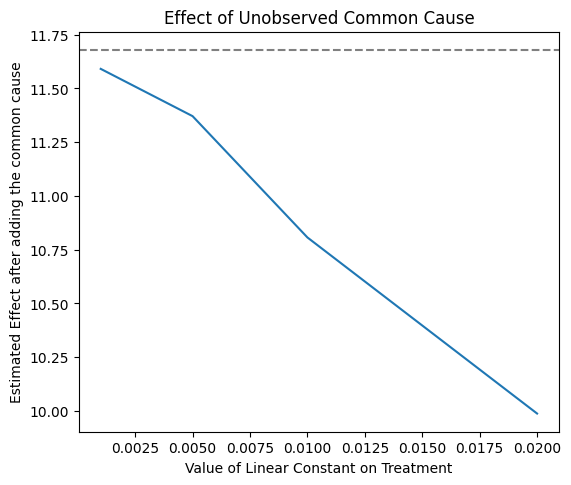 Effect of Unobserved Common Cause
Estimated Effect after adding the common cause
11.75
11.50
11.25
11.00
10.75
10.50
10.25
10.00
0.0025 0.0050 0.0075 0.0100 0.0125 0.0150 0.0175 0.0200
Value of Linear Constant on Treatment